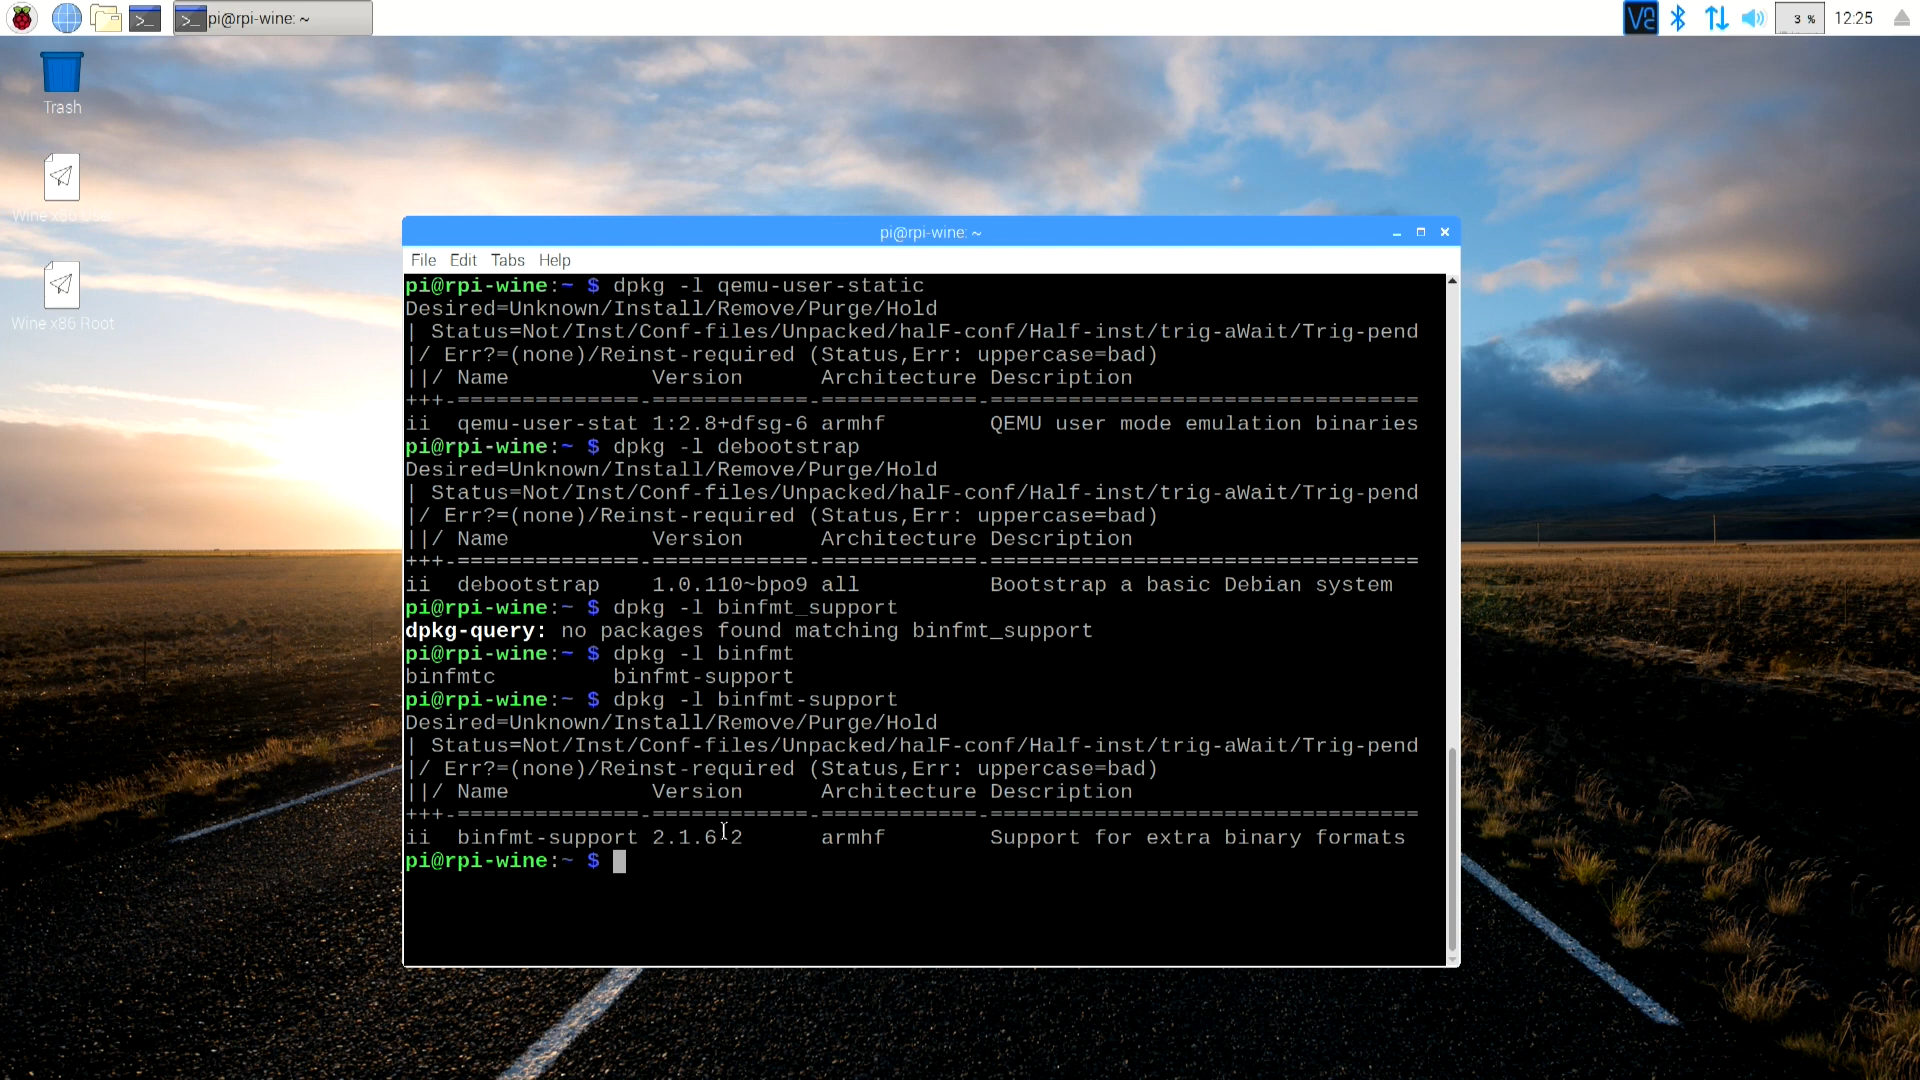 pi@rpi-wine: ~
3 %
12:25
Trash
Wine x86 User
Wine x86 Root
pi@rpi-wine: ~
File Edit Tabs Help
pi@rpi-wine:~ $ dpkg -l qemu-user-static
Desired=Unknown/Install/Remove/Purge/Hold
| Status=Not/Inst/Conf-files/Unpacked/halF-conf/Half-inst/trig-aWait/Trig-pend
|/ Err?=(none)/Reinst-required (Status,Err: uppercase=bad)
||/ Name           Version      Architecture Description
+++-==============-============-============-=================================
ii  qemu-user-stat 1:2.8+dfsg-6 armhf        QEMU user mode emulation binaries
pi@rpi-wine:~ $ dpkg -l debootstrap
Desired=Unknown/Install/Remove/Purge/Hold
| Status=Not/Inst/Conf-files/Unpacked/halF-conf/Half-inst/trig-aWait/Trig-pend
|/ Err?=(none)/Reinst-required (Status,Err: uppercase=bad)
||/ Name           Version      Architecture Description
+++-==============-============-============-=================================
ii  debootstrap    1.0.110~bpo9 all          Bootstrap a basic Debian system
pi@rpi-wine:~ $ dpkg -l binfmt_support
dpkg-query: no packages found matching binfmt_support
pi@rpi-wine:~ $ dpkg -l binfmt
binfmtc         binfmt-support
pi@rpi-wine:~ $ dpkg -l binfmt-support
Desired=Unknown/Install/Remove/Purge/Hold
| Status=Not/Inst/Conf-files/Unpacked/halF-conf/Half-inst/trig-aWait/Trig-pend
|/ Err?=(none)/Reinst-required (Status,Err: uppercase=bad)
||/ Name           Version      Architecture Description
+++-==============-============-============-=================================
ii  binfmt-support 2.1.6-2      armhf        Support for extra binary formats
pi@rpi-wine:~ $